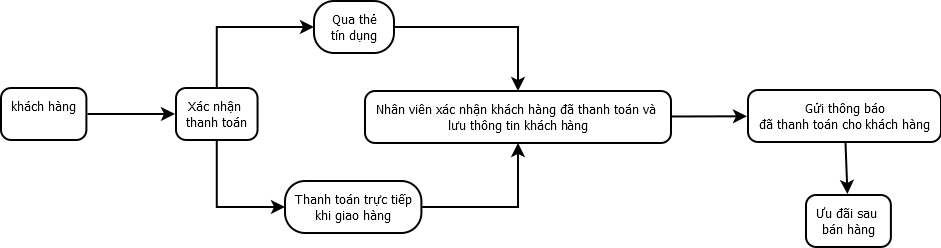 khách hàng
Xác nhận
thanh toán
Qua thẻ
tín dụng
Thanh toán trực tiếp
khi giao hàng
Nhân viên xác nhận khách hàng đã thanh toán và
lưu thông tin khách hàng
Gửi thông báo
đã thanh toán cho khách hàng
Ưu đãi sau
bán hàng